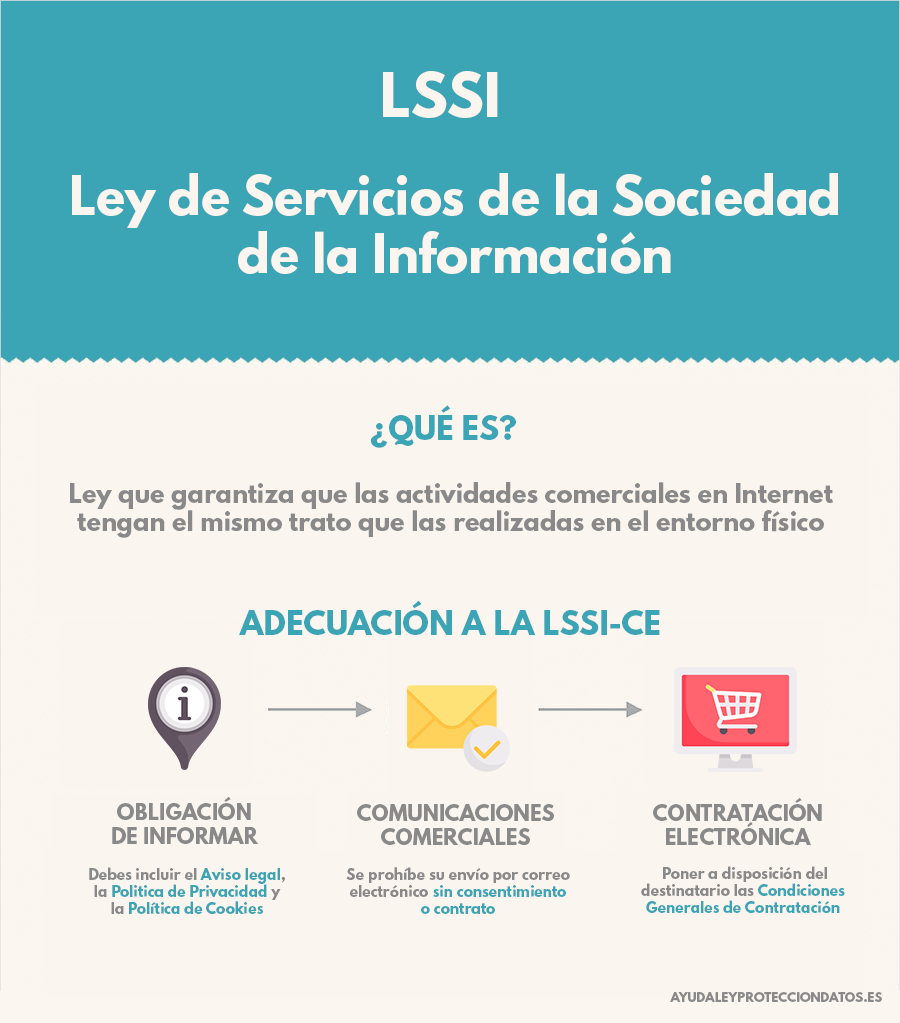 LSSI
Ley de Servicios de la Sociedad
de la Información
¿QUÉ ES?
Ley que garantiza que las actividades comerciales en Internet
tengan el mismo trato que las realizadas en el entorno físico
ADECUACIÓN A LA LSSI-CE
i
OBLIGACIÓN
DE INFORMAR
Debes incluir el Aviso legal,
la Politica de Privacidad y
la Política de Cookies
COMUNICACIONES
COMERCIALES
Se prohíbe su envío por correo
electrónico sin consentimiento
o contrato
CONTRATACIÓN
ELECTRÓNICA
Poner a disposición del
destinatario las Condiciones
Generales de Contratación
AYUDALEYPROTECCIONDATOS.ES